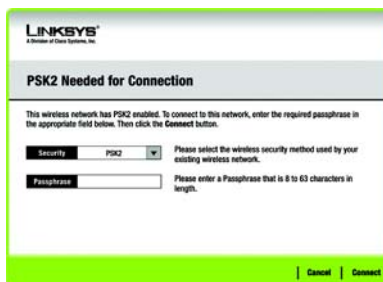 LINKSYS®
A Division of Cisco Systems, Inc.
PSK2 Needed for Connection
This wireless network has PSK2 enabled. To connect to this network, enter the required passphrase in
the appropriate field below. Then click the Connect button.
Security PSK2
Please select the wireless security method used by your
existing wireless network.
Passphrase
Please enter a Passphrase that is 8 to 63 characters in
length.
Cancel Connect